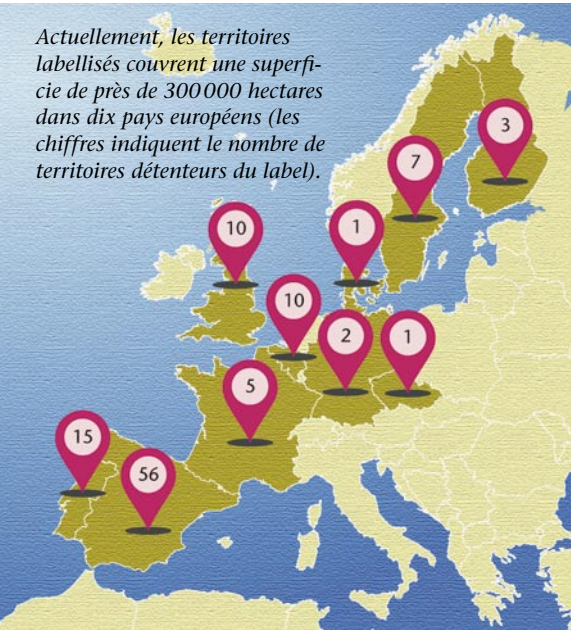 Actuellement, les territoires
labellisés couvrent une superfi-
cie de près de 300 000 hectares
dans dix pays européens (les
chiffres indiquent le nombre de
territoires détenteurs du label).
3
7
10
1
10
2
1
5
15
56